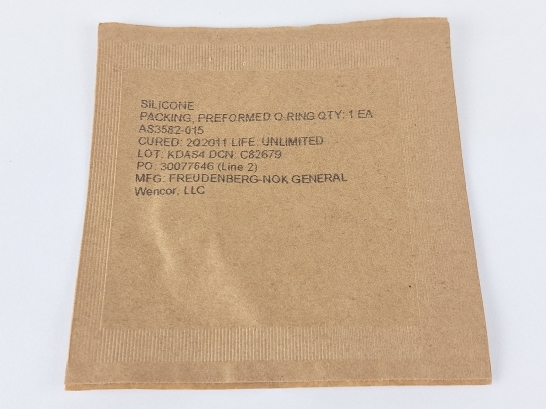 SILICONE
PACKING, PREFORMED O-RING QTY: 1 EA
AS3582-015
CURED: 2Q2011 LIFE: UNLIMITED
LOT: KDAS4 DCN: C82679
PO: 30077646 (Line 2)
MFG: FREUDENBERG-NOK GENERAL
Wencor, LLC